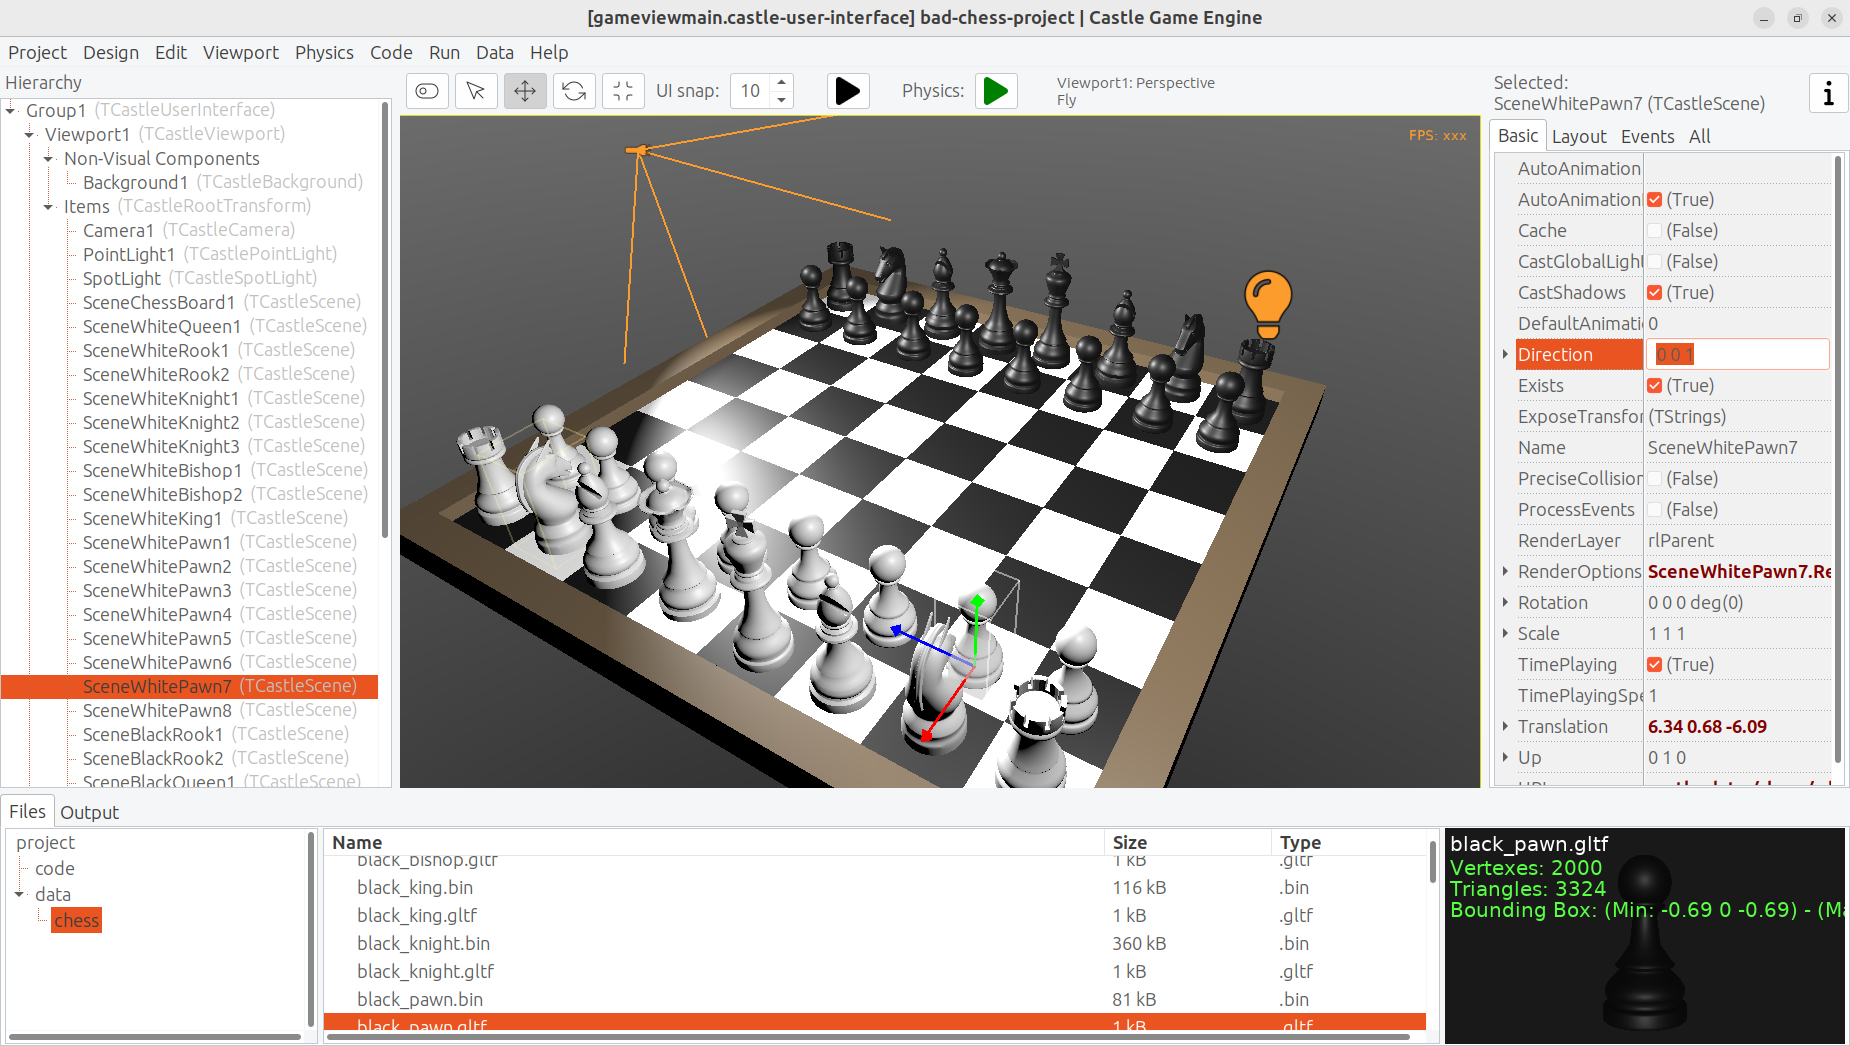 [gameviewmain.castle-user-interface] bad-chess-project | Castle Game Engine
Project Design Edit Viewport Physics Code Run Data Help
Hierarchy
Group1 (TCastleUserInterface)
Viewport1 (TCastleViewport)
Non-Visual Components
Background1 (TCastleBackground)
Items (TCastleRootTransform)
Camera1 (TCastleCamera)
PointLight1 (TCastlePointLight)
SpotLight (TCastleSpotLight)
SceneChessBoard1 (TCastleScene)
SceneWhiteQueen1 (TCastleScene)
SceneWhiteRook1 (TCastleScene)
SceneWhiteRook2 (TCastleScene)
SceneWhiteKnight1 (TCastleScene)
SceneWhiteKnight2 (TCastleScene)
SceneWhiteKnight3 (TCastleScene)
SceneWhiteBishop1 (TCastleScene)
SceneWhiteBishop2 (TCastleScene)
SceneWhiteKing1 (TCastleScene)
SceneWhitePawn1 (TCastleScene)
SceneWhitePawn2 (TCastleScene)
SceneWhitePawn3 (TCastleScene)
SceneWhitePawn4 (TCastleScene)
SceneWhitePawn5 (TCastleScene)
SceneWhitePawn6 (TCastleScene)
SceneWhitePawn7 (TCastleScene)
SceneWhitePawn8 (TCastleScene)
SceneBlackRook1 (TCastleScene)
SceneBlackRook2 (TCastleScene)
SceneBlackQueen1 (TCastleScene)
UI snap: 10
Physics:
Viewport1: Perspective
Fly
FPS: xxx
Selected:
SceneWhitePawn7 (TCastleScene)
i
Basic Layout Events All
AutoAnimation
AutoAnimation (True)
Cache (False)
CastGlobalLight (False)
CastShadows (True)
DefaultAnimati 0
Direction 0 0 1
Exists (True)
ExposeTransfor (TStrings)
Name SceneWhitePawn7
PreciseCollision (False)
ProcessEvents (False)
RenderLayer rlParent
RenderOptions SceneWhitePawn7.Re
Rotation 0 0 0 deg(0)
Scale 1 1 1
TimePlaying (True)
TimePlayingSpe 1
Translation 6.34 0.68 -6.09
Up 0 1 0
Files Output
project
code
data
chess
Name Size Type
black_bishop.gltf 1 kB .gltf
black_king.bin 116 kB .bin
black_king.gltf 1 kB .gltf
black_knight.bin 360 kB .bin
black_knight.gltf 1 kB .gltf
black_pawn.bin 81 kB .bin
black_pawn.gltf 1 kB .gltf
black_pawn.gltf
Vertexes: 2000
Triangles: 3324
Bounding Box: (Min: -0.69 0 -0.69) - (Ma